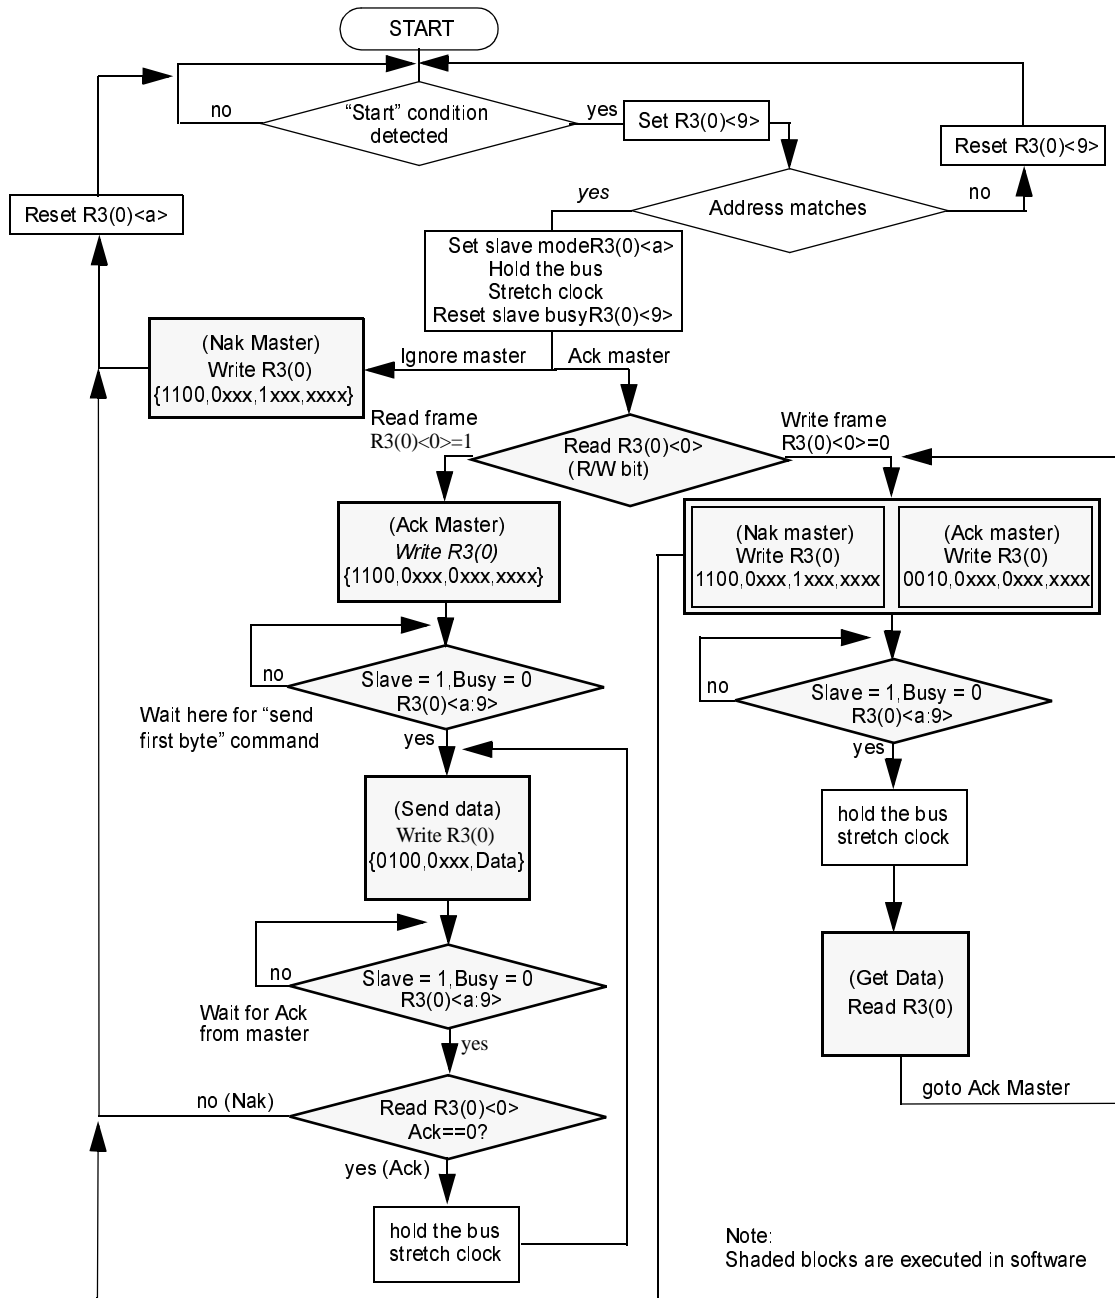 START
no
“Start” condition
detected
yes
Set R3(0)<9>
Reset R3(0)<9>
Reset R3(0)<a>
yes
Address matches
no
Set slave modeR3(0)<a>
Hold the bus
Stretch clock
Reset slave busyR3(0)<9>
(Nak Master)
Write R3(0)
{1100,0xxx,1xxx,xxxx}
Ignore master
Ack master
Read frame
R3(0)<0>=1
Read R3(0)<0>
(R/W bit)
Write frame
R3(0)<0>=0
(Ack Master)
Write R3(0)
{1100,0xxx,0xxx,xxxx}
(Nak master)
Write R3(0)
1100,0xxx,1xxx,xxxx
(Ack master)
Write R3(0)
0010,0xxx,0xxx,xxxx
no
Slave = 1,Busy = 0
R3(0)<a:9>
Wait here for “send
first byte” command
yes
no
Slave = 1,Busy = 0
R3(0)<a:9>
yes
(Send data)
Write R3(0)
{0100,0xxx,Data}
hold the bus
stretch clock
no
Slave = 1,Busy = 0
R3(0)<a:9>
Wait for Ack
from master
yes
(Get Data)
Read R3(0)
goto Ack Master
no (Nak)
Read R3(0)<0>
Ack==0?
yes (Ack)
hold the bus
stretch clock
Note:
Shaded blocks are executed in software